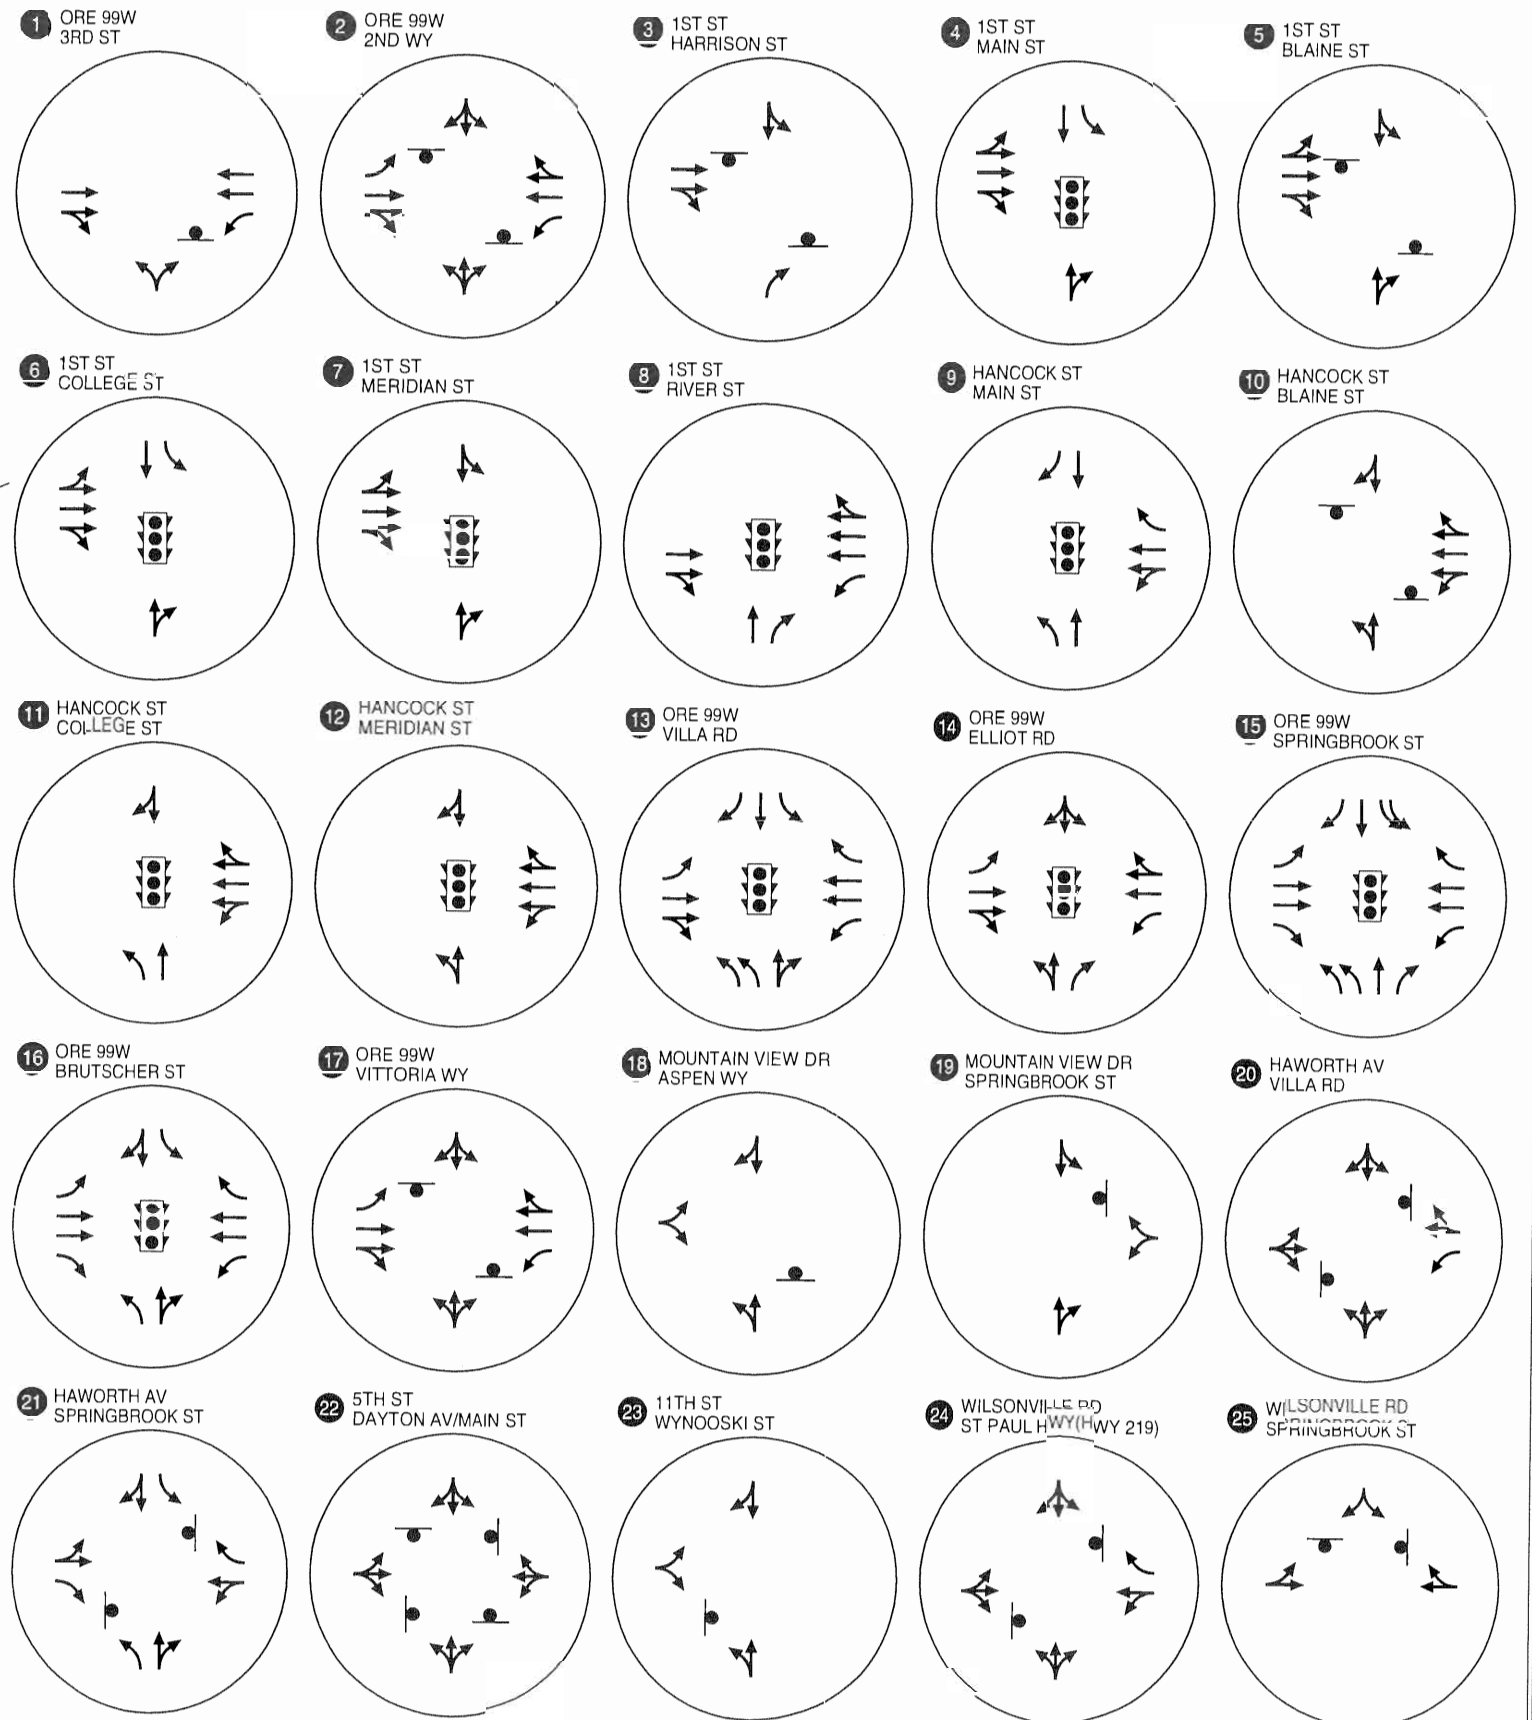 1 ORE 99W
3RD ST
2 ORE 99W
2ND WY
3 1ST ST
HARRISON ST
4 1ST ST
MAIN ST
5 1ST ST
BLAINE ST
6 1ST ST
COLLEGE ST
7 1ST ST
MERIDIAN ST
8 1ST ST
RIVER ST
9 HANCOCK ST
MAIN ST
10 HANCOCK ST
BLAINE ST
11 HANCOCK ST
COLLEGE ST
12 HANCOCK ST
MERIDIAN ST
13 ORE 99W
VILLA RD
14 ORE 99W
ELLIOT RD
15 ORE 99W
SPRINGBROOK ST
16 ORE 99W
BRUTSCHER ST
17 ORE 99W
VITTORIA WY
18 MOUNTAIN VIEW DR
ASPEN WY
19 MOUNTAIN VIEW DR
SPRINGBROOK ST
20 HAWORTH AV
VILLA RD
21 HAWORTH AV
SPRINGBROOK ST
22 5TH ST
DAYTON AV/MAIN ST
23 11TH ST
WYNOOSKI ST
24 WILSONVILLE RD
ST PAUL HWY(HWY 219)
25 WILSONVILLE RD
SPRINGBROOK ST